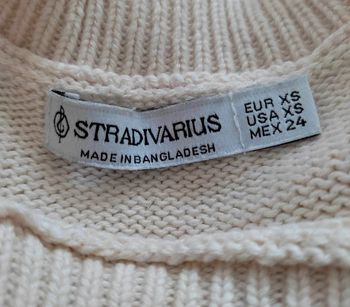 STRADIVARIUS
MADE IN BANGLADESH
EUR XS
USA XS
MEX 24